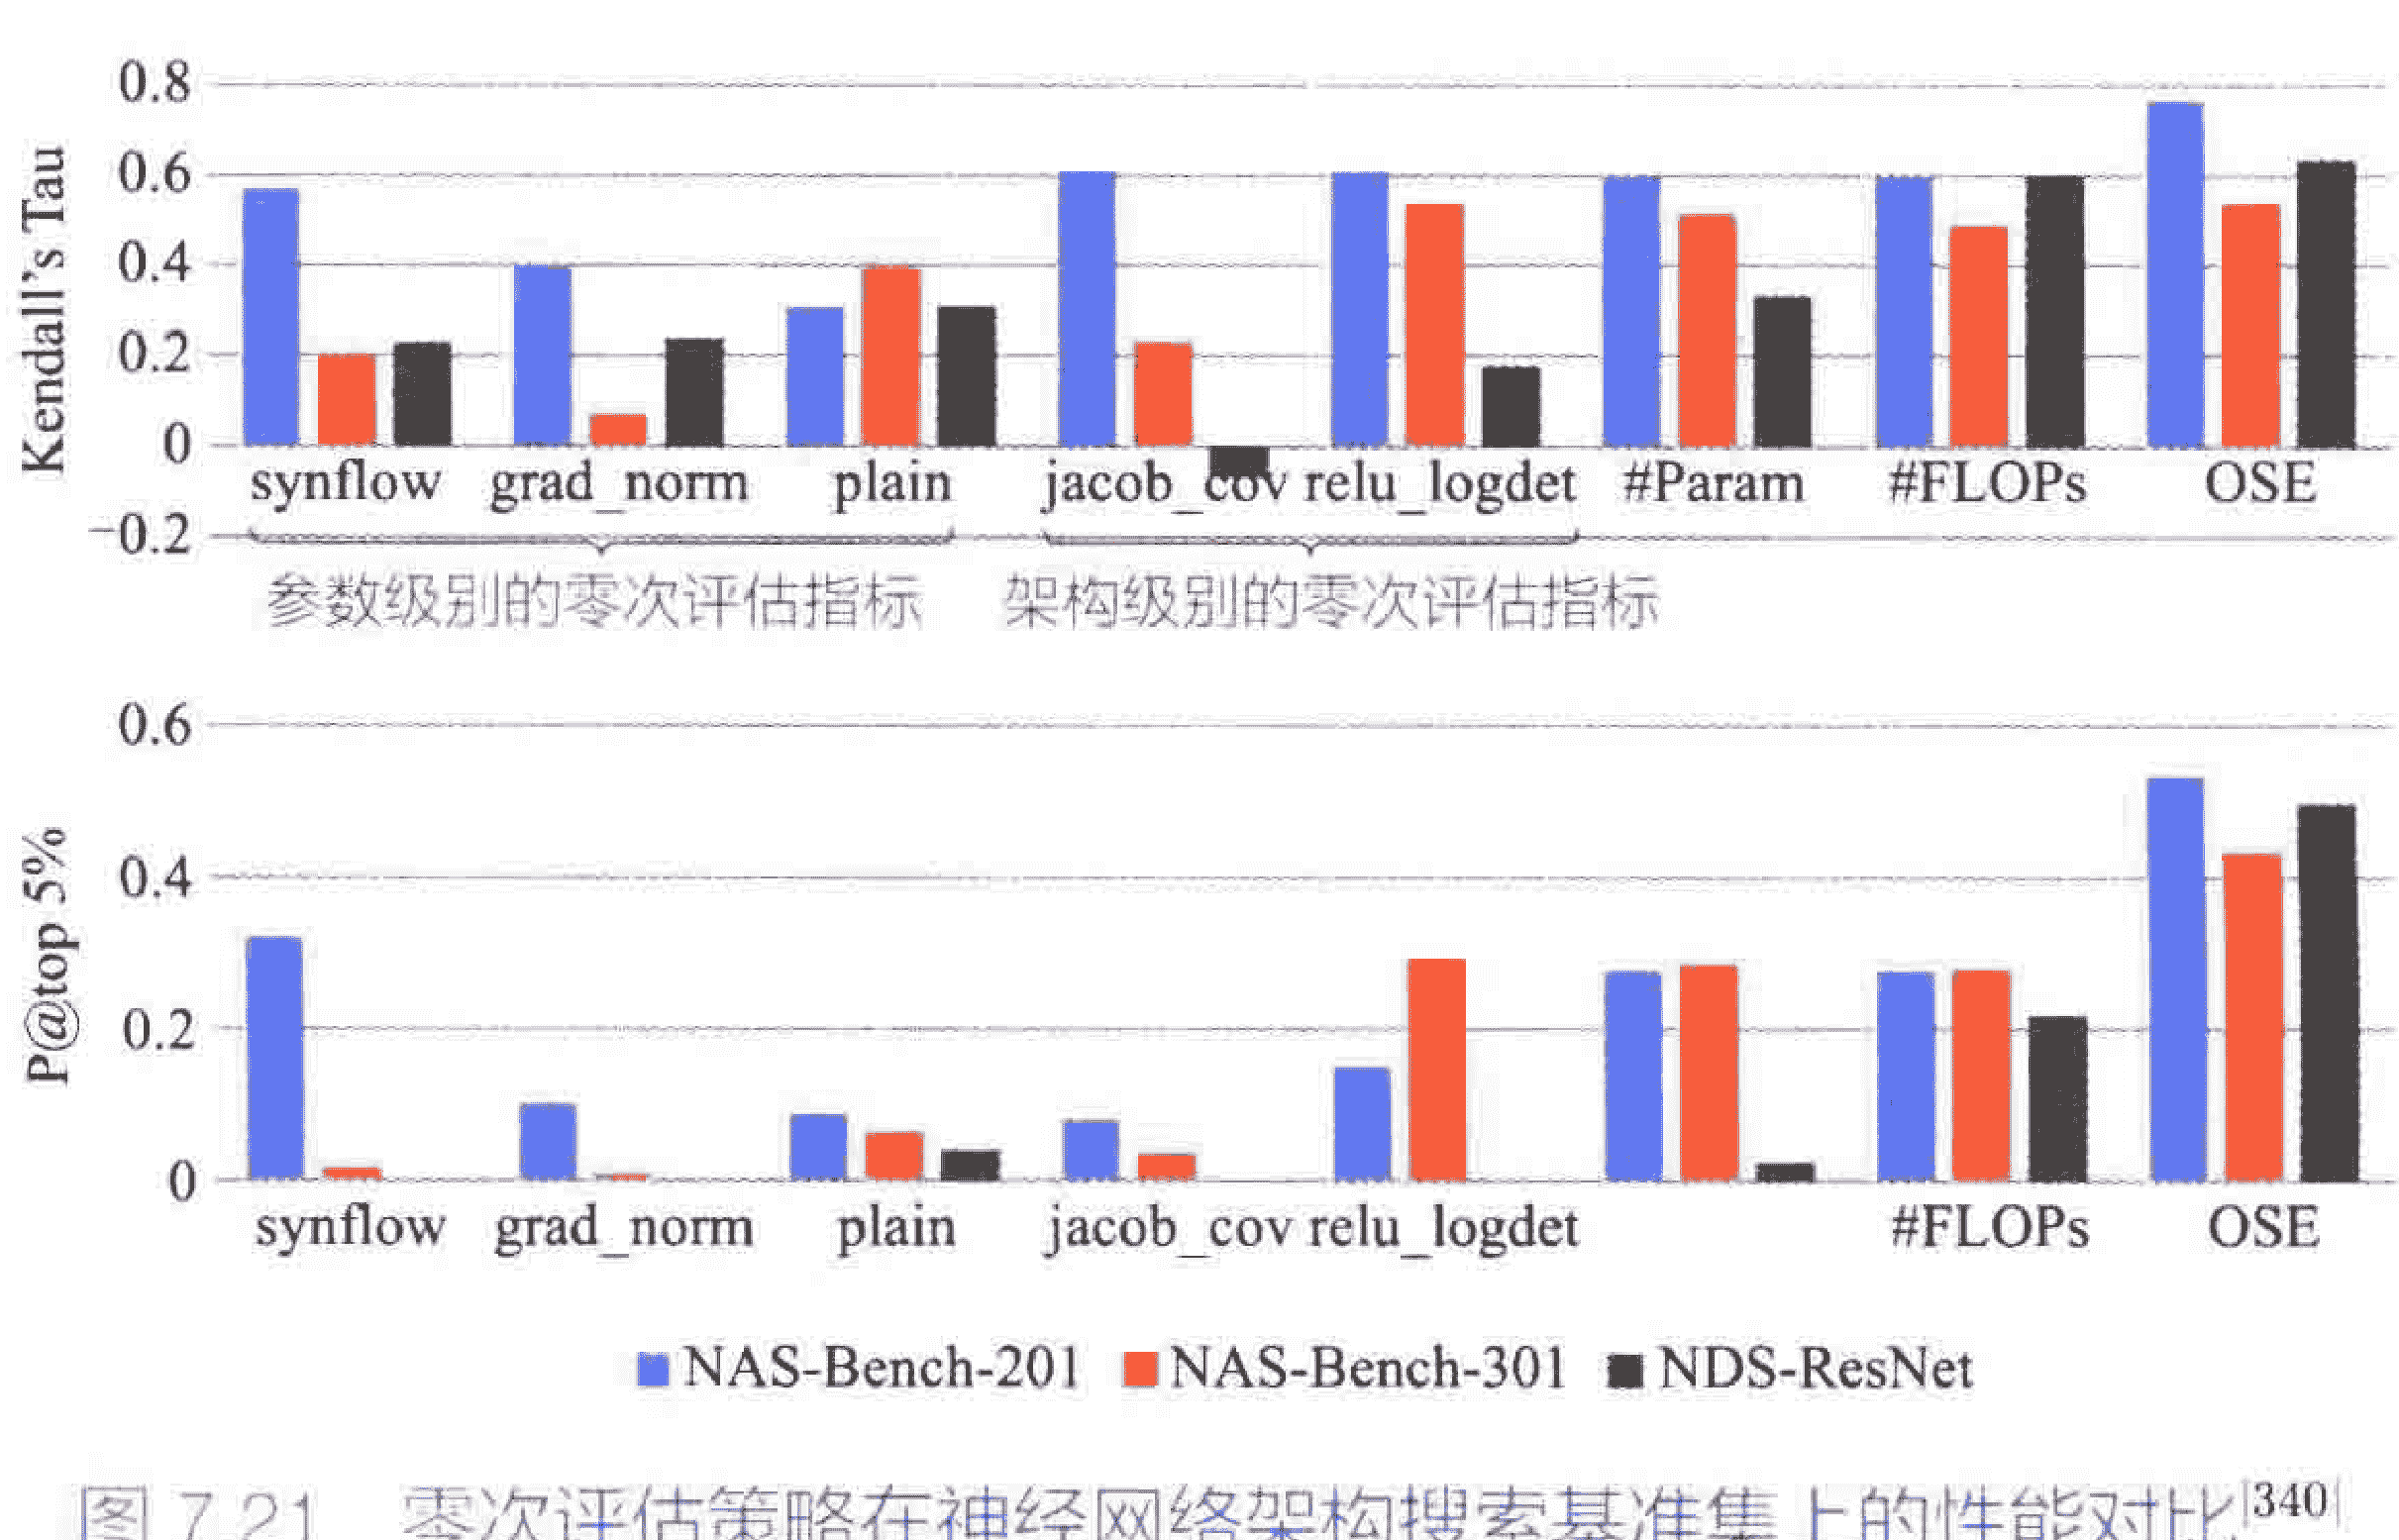 Kendall's Tau
0.8
0.6
0.4
0.2
0
−0.2
synflow grad_norm plain jacob_cov relu_logdet #Param #FLOPs OSE
参数级别的零次评估指标 架构级别的零次评估指标
P@top 5%
0.6
0.4
0.2
0
synflow grad_norm plain jacob_cov relu_logdet #FLOPs OSE
NAS-Bench-201 NAS-Bench-301 NDS-ResNet
图 7.21 零次评估策略在神经网络架构搜索基准集上的性能对比[340]